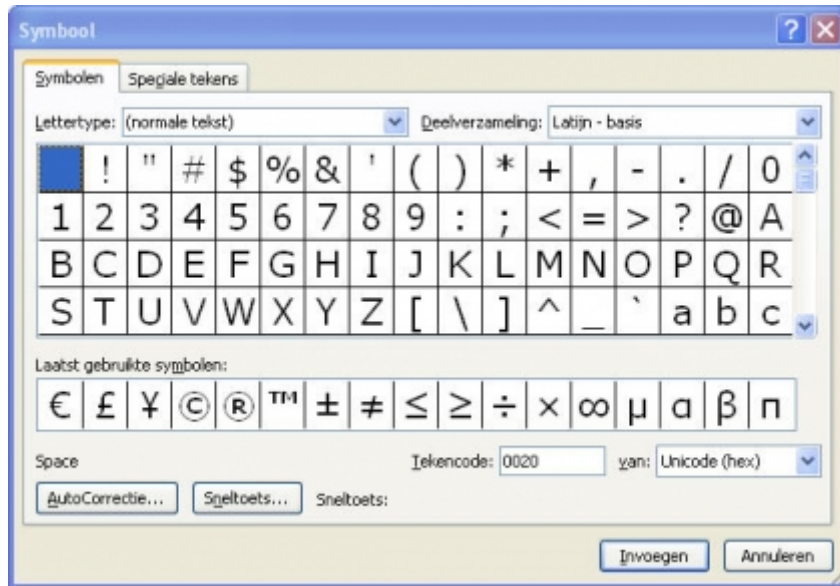 Symbool
Symbolen Speciale tekens
Lettertype: (normale tekst) Deelverzameling: Latijn - basis
! " # $ % & ' ( ) * + , - . / 0
1 2 3 4 5 6 7 8 9 : ; < = > ? @ A
B C D E F G H I J K L M N O P Q R
S T U V W X Y Z [ \ ] ^ _ ` a b c
Laatst gebruikte symbolen:
€ £ ¥ © ® ™ ± ≠ ≤ ≥ ÷ × ∞ µ α β π
Space Tekencode: 0020 van: Unicode (hex)
AutoCorrectie... Sneltoets... Sneltoets:
Invoegen Annuleren